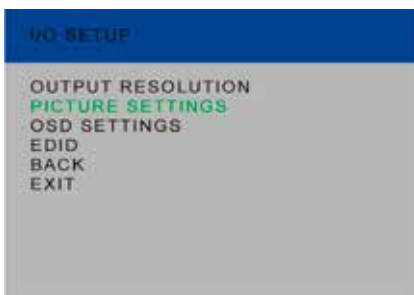 I/O SETUP
OUTPUT RESOLUTION
PICTURE SETTINGS
OSD SETTINGS
EDID
BACK
EXIT